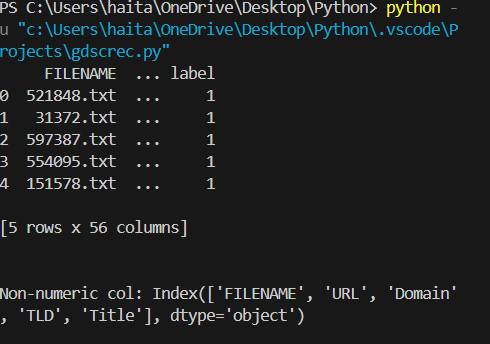 PS C:\Users\haita\OneDrive\Desktop\Python> python -
u "c:\Users\haita\OneDrive\Desktop\Python\.vscode\P
rojects\gdscrec.py"
     FILENAME  ...  label
0  521848.txt  ...      1
1   31372.txt  ...      1
2  597387.txt  ...      1
3  554095.txt  ...      1
4  151578.txt  ...      1
[5 rows x 56 columns]
Non-numeric col: Index(['FILENAME', 'URL', 'Domain'
, 'TLD', 'Title'], dtype='object')